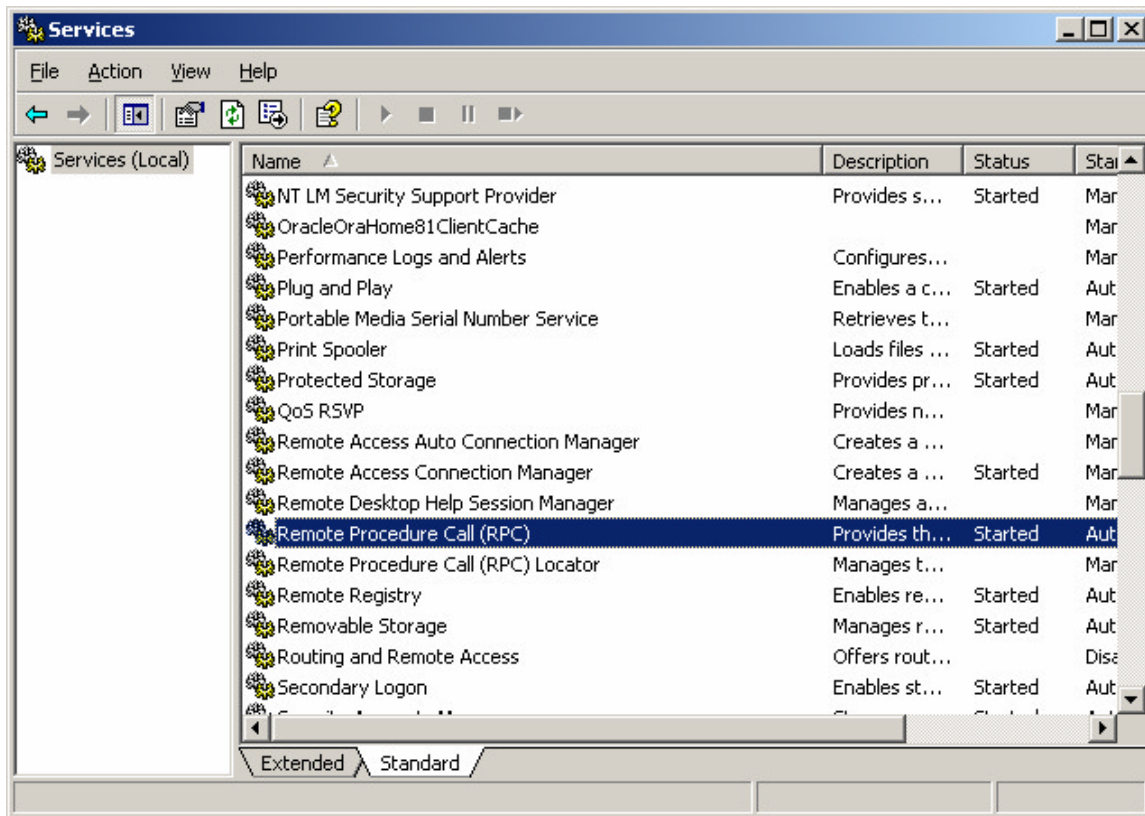 Services
File Action View Help
Services (Local)
Name Description Status Star
NT LM Security Support Provider Provides s... Started Mar
OracleOraHome81ClientCache Mar
Performance Logs and Alerts Configures... Mar
Plug and Play Enables a c... Started Aut
Portable Media Serial Number Service Retrieves t... Mar
Print Spooler Loads files ... Started Aut
Protected Storage Provides pr... Started Aut
QoS RSVP Provides n... Mar
Remote Access Auto Connection Manager Creates a ... Mar
Remote Access Connection Manager Creates a ... Started Mar
Remote Desktop Help Session Manager Manages a... Mar
Remote Procedure Call (RPC) Provides th... Started Aut
Remote Procedure Call (RPC) Locator Manages t... Mar
Remote Registry Enables re... Started Aut
Removable Storage Manages r... Started Aut
Routing and Remote Access Offers rout... Disa
Secondary Logon Enables st... Started Aut
Extended Standard